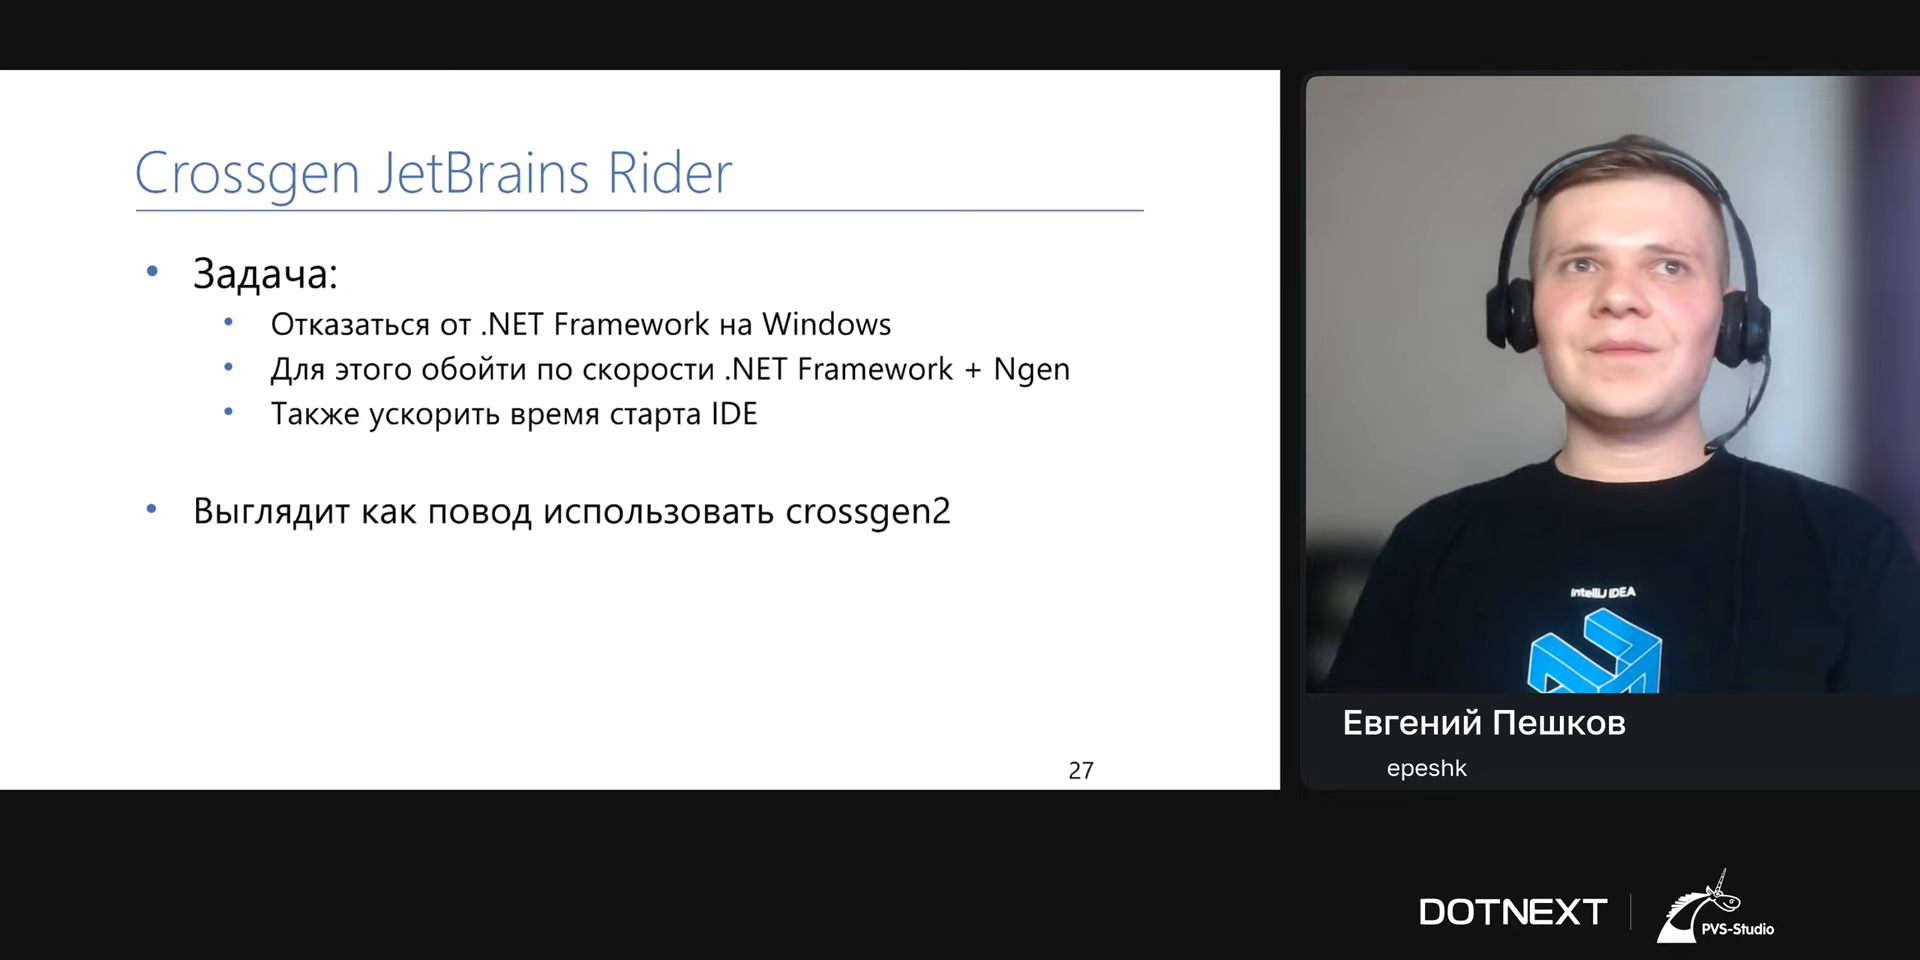 Crossgen JetBrains Rider
Задача:
Отказаться от .NET Framework на Windows
Для этого обойти по скорости .NET Framework + Ngen
Также ускорить время старта IDE
Выглядит как повод использовать crossgen2
27
IntelliJ IDEA
Евгений Пешков
epeshk
DOTNEXT
PVS-Studio